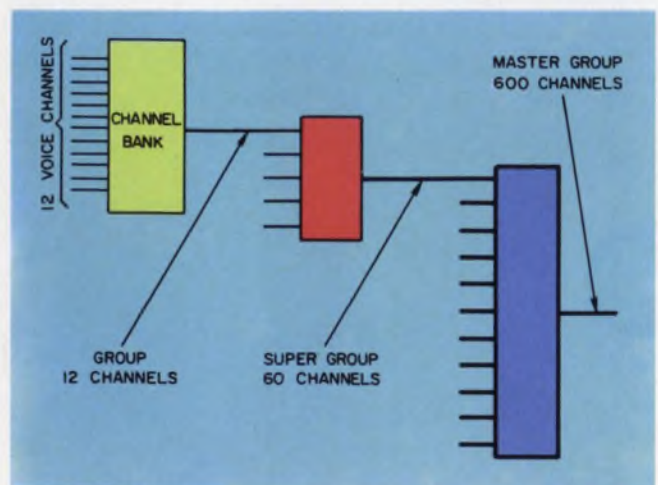 12 VOICE CHANNELS
CHANNEL
BANK
GROUP
12 CHANNELS
SUPER GROUP
60 CHANNELS
MASTER GROUP
600 CHANNELS